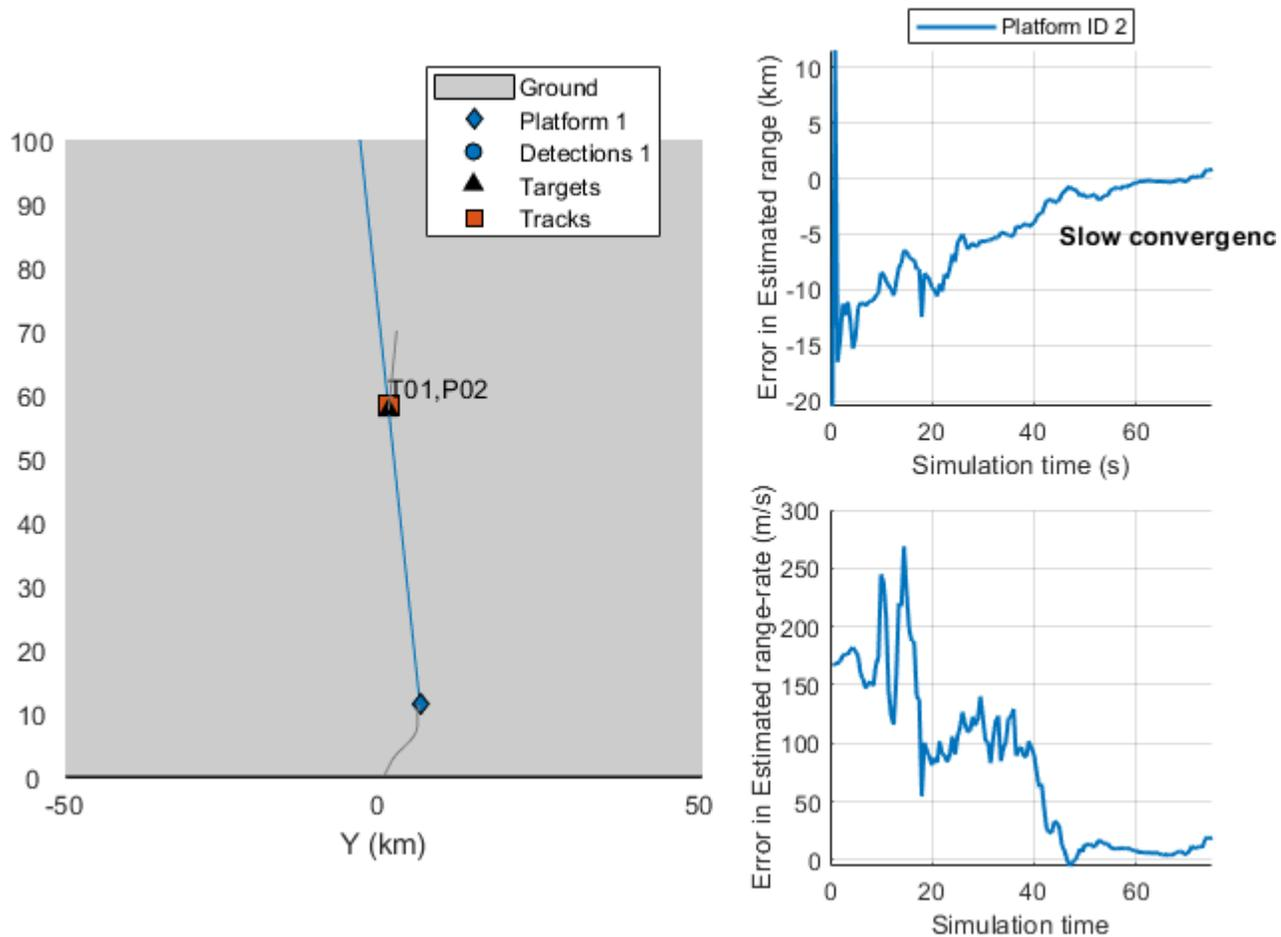 Ground
Platform 1
Detections 1
Targets
Tracks
100
90
80
70
60
50
40
30
20
10
0
T01,P02
-50
0
50
Y (km)
Platform ID 2
Error in Estimated range (km)
10
5
0
-5
-10
-15
-20
Slow convergenc
0
20
40
60
Simulation time (s)
Error in Estimated range-rate (m/s)
300
250
200
150
100
50
0
0
20
40
60
Simulation time